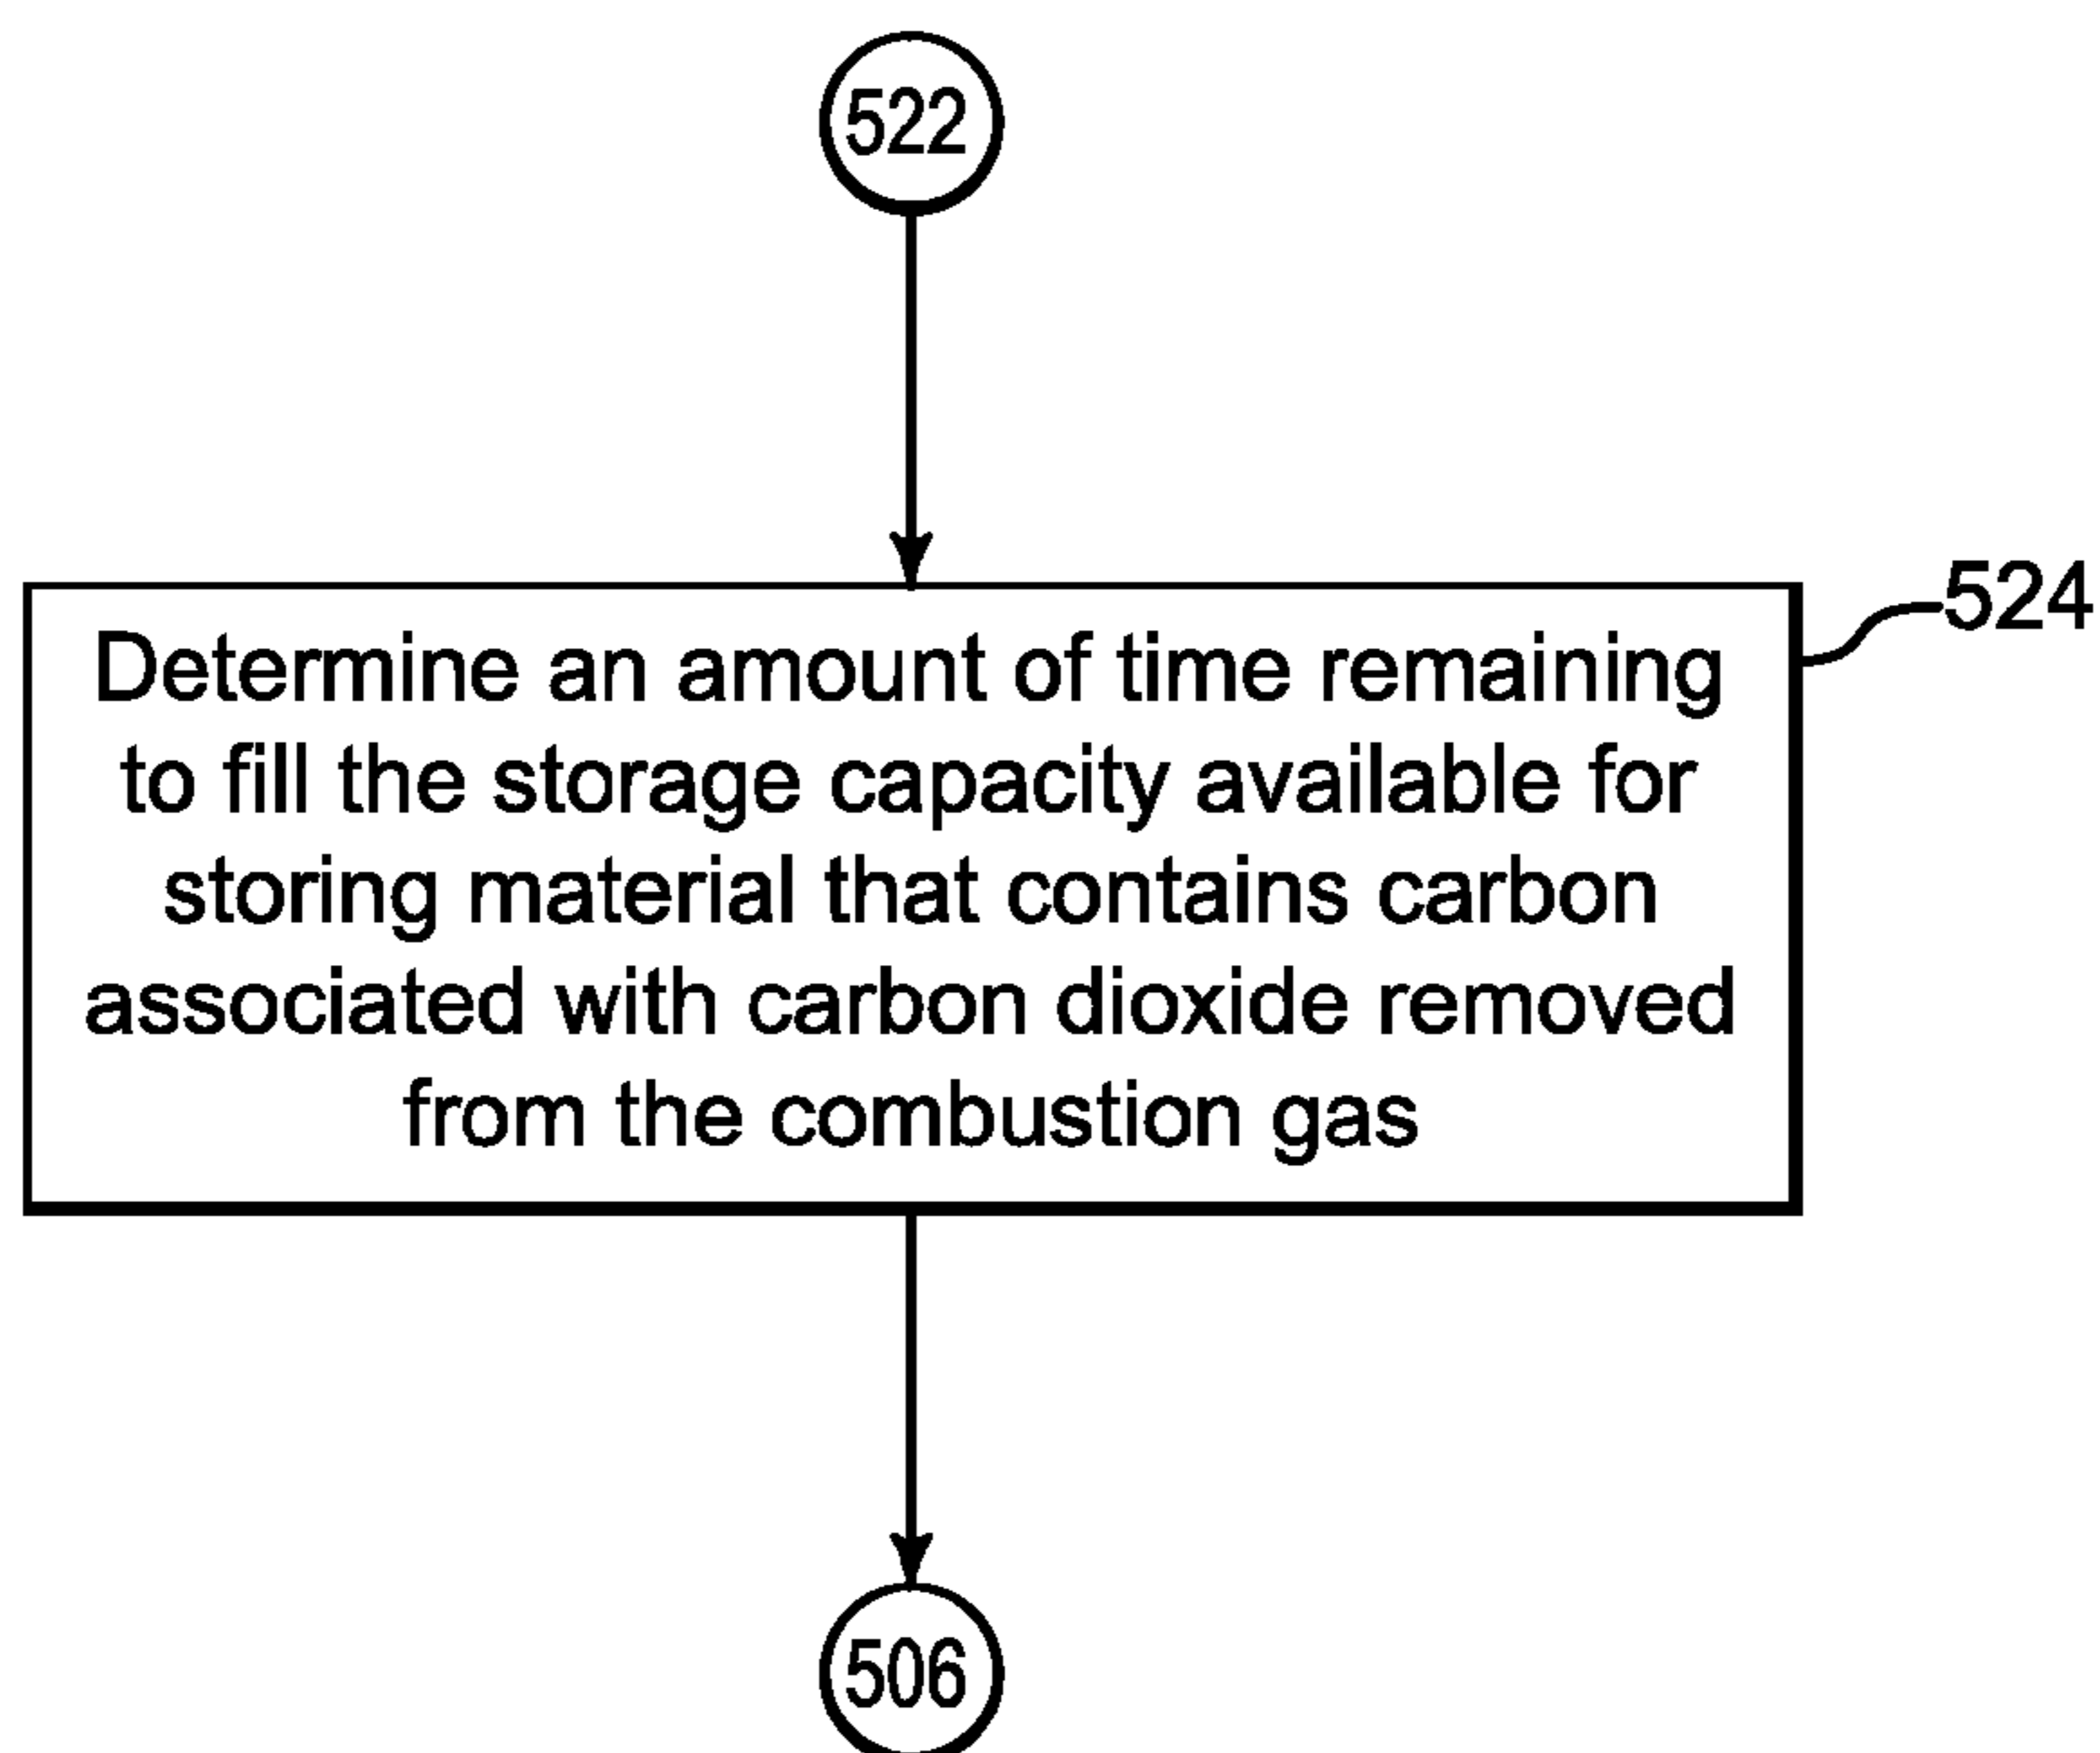 522
524
Determine an amount of time remaining
to fill the storage capacity available for
storing material that contains carbon
associated with carbon dioxide removed
from the combustion gas
506